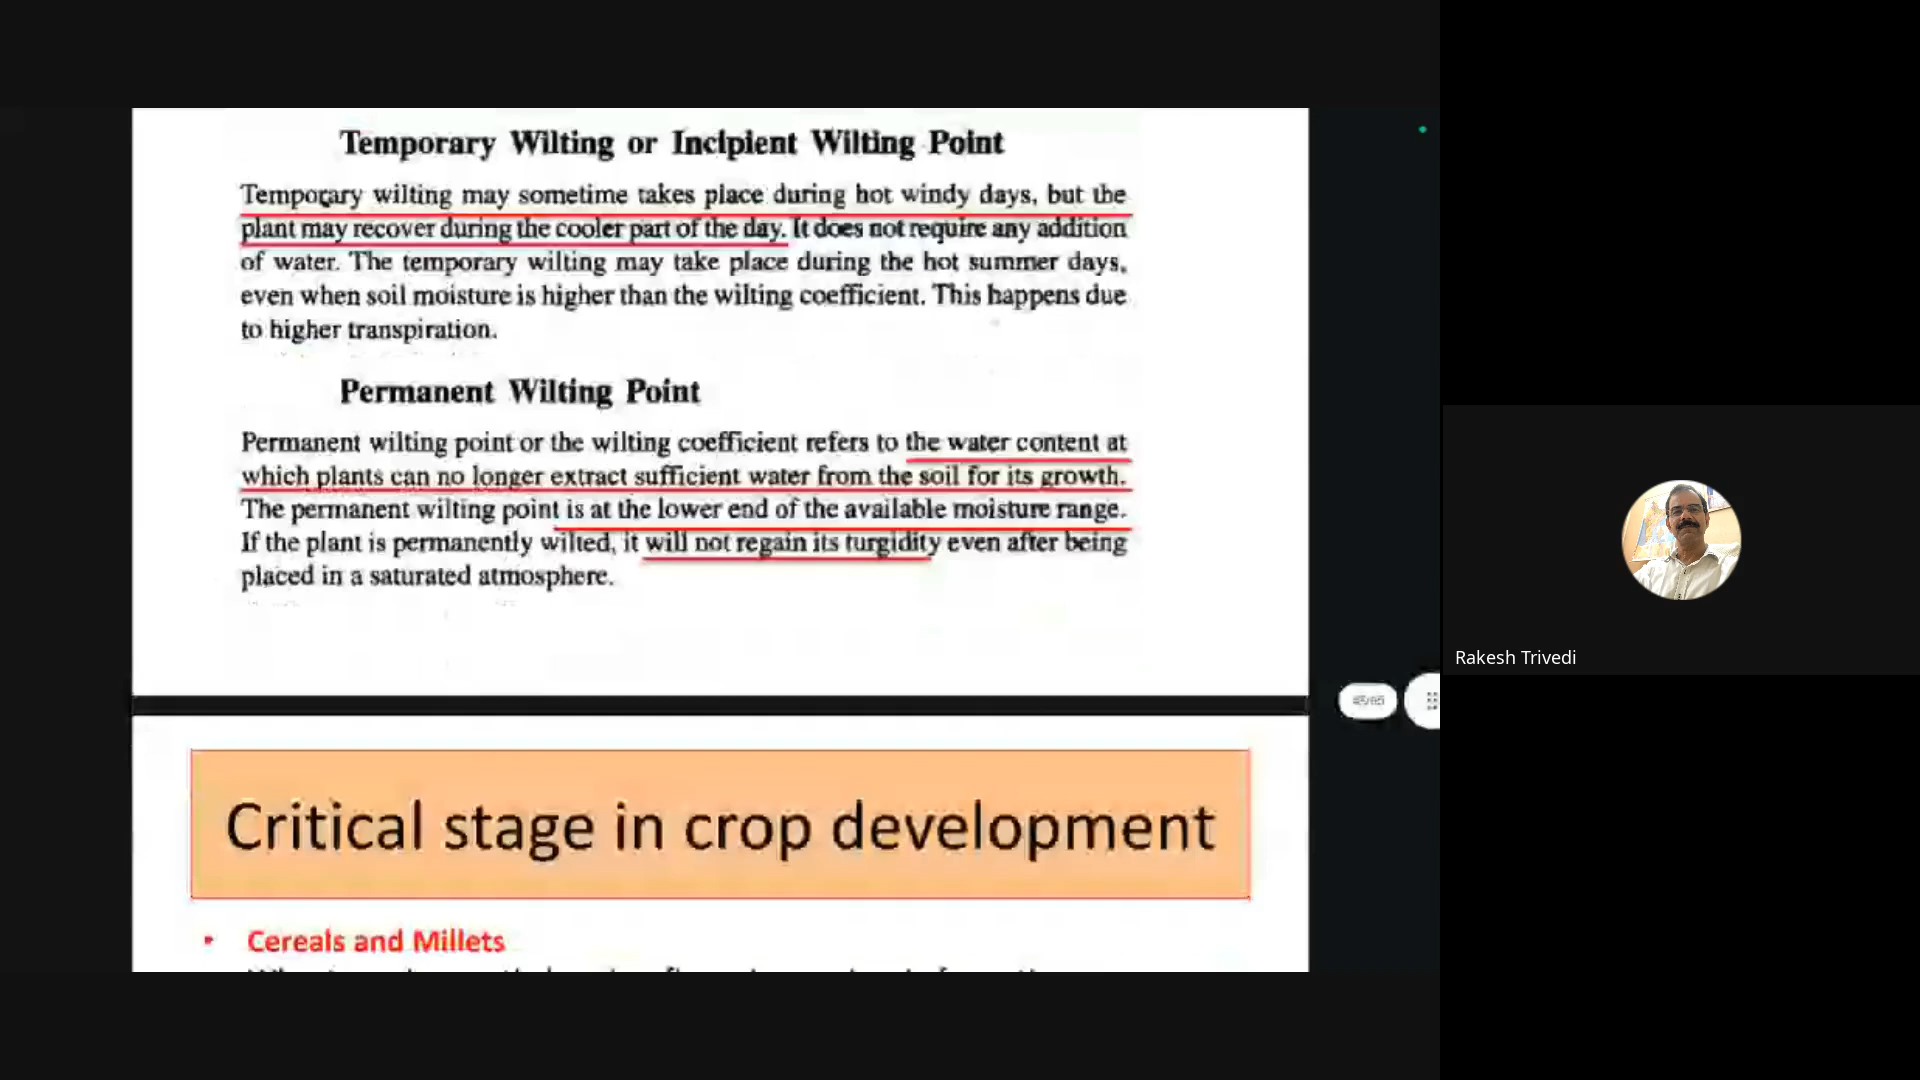 Temporary Wilting or Incipient Wilting Point
Temporary wilting may sometime takes place during hot windy days, but the
plant may recover during the cooler part of the day. It does not require any addition
of water. The temporary wilting may take place during the hot summer days,
even when soil moisture is higher than the wilting coefficient. This happens due
to higher transpiration.
Permanent Wilting Point
Permanent wilting point or the wilting coefficient refers to the water content at
which plants can no longer extract sufficient water from the soil for its growth.
The permanent wilting point is at the lower end of the available moisture range.
If the plant is permanently wilted, it will not regain its turgidity even after being
placed in a saturated atmosphere.
Rakesh Trivedi
Critical stage in crop development
• Cereals and Millets